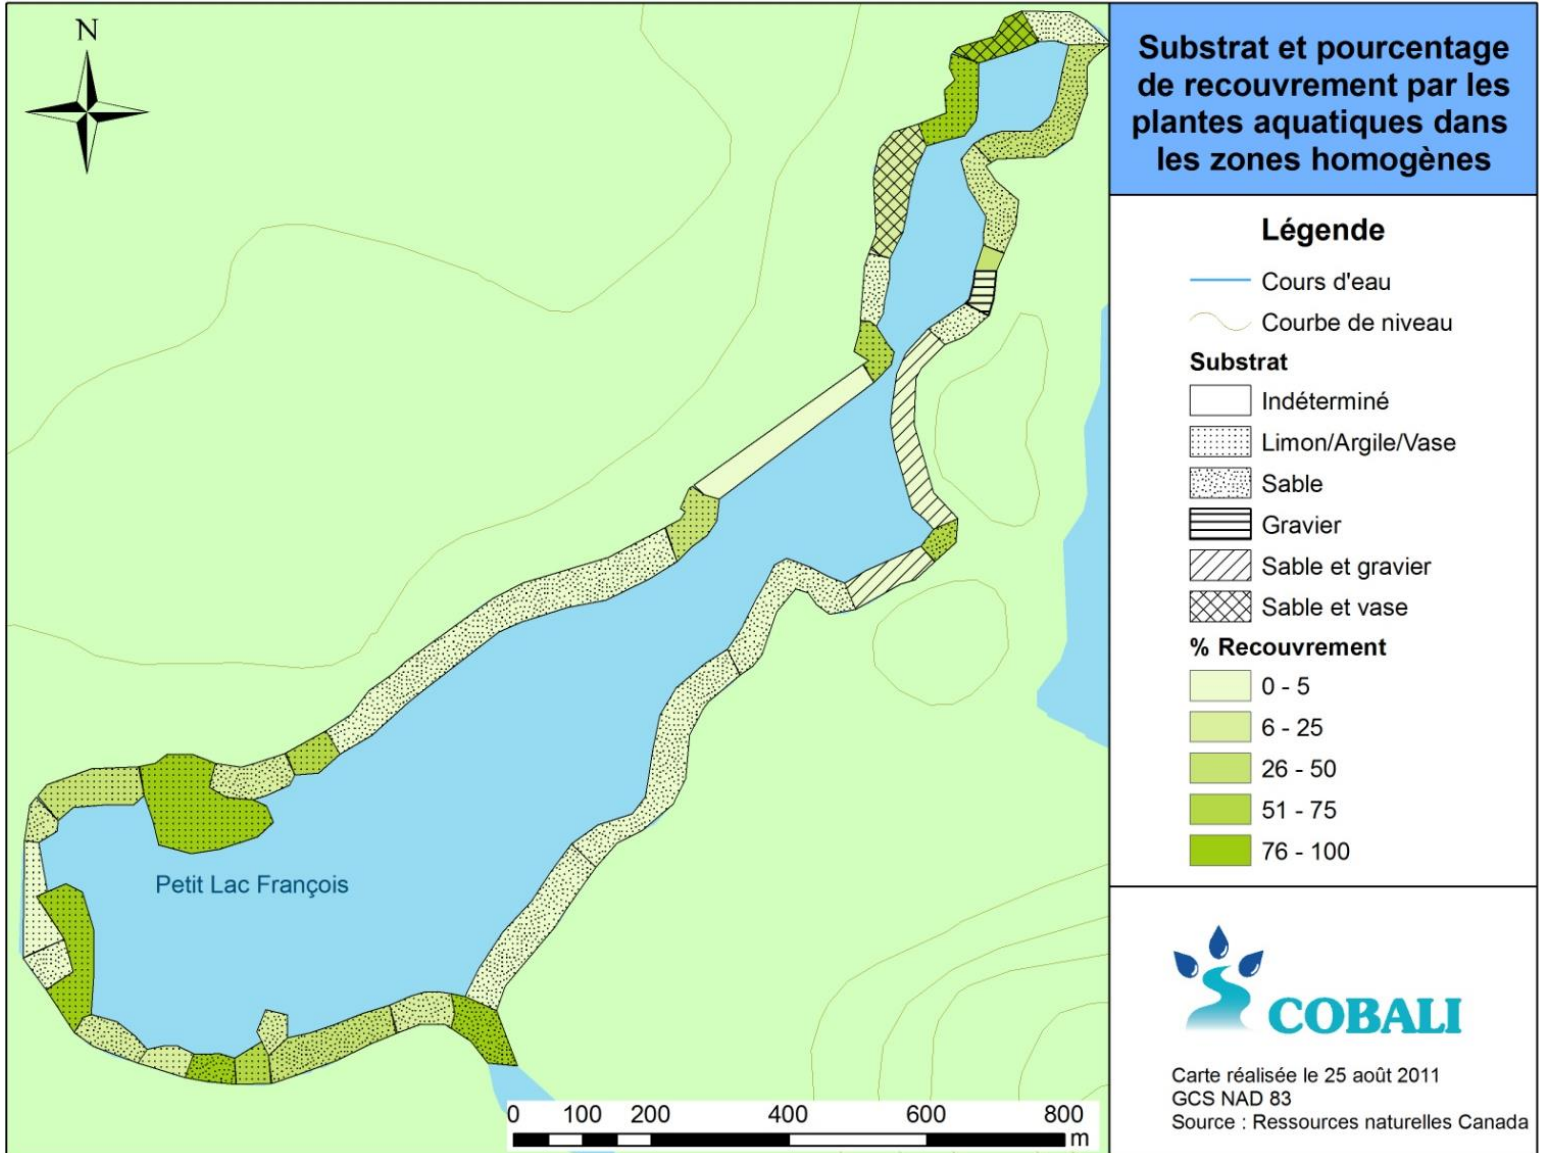 N
Substrat et pourcentage
de recouvrement par les
plantes aquatiques dans
les zones homogènes
Légende
Cours d'eau
Courbe de niveau
Substrat
Indéterminé
Limon/Argile/Vase
Sable
Gravier
Sable et gravier
Sable et vase
% Recouvrement
0 - 5
6 - 25
26 - 50
51 - 75
76 - 100
Petit Lac François
COBALI
Carte réalisée le 25 août 2011
GCS NAD 83
Source : Ressources naturelles Canada
0 100 200 400 600 800
m